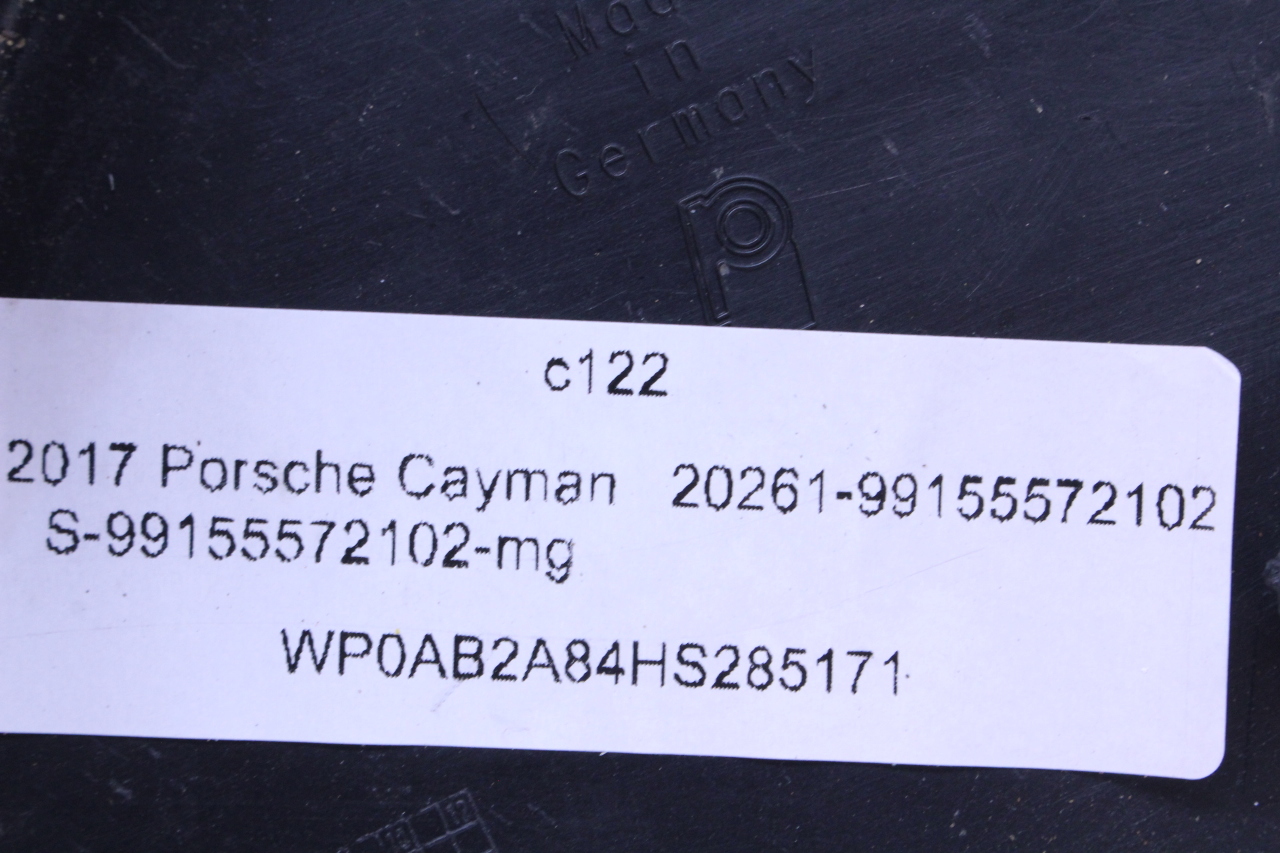 Made
in
Germany
c122
2017 Porsche Cayman 20261-99155572102
S-99155572102-mg
WP0AB2A84HS285171